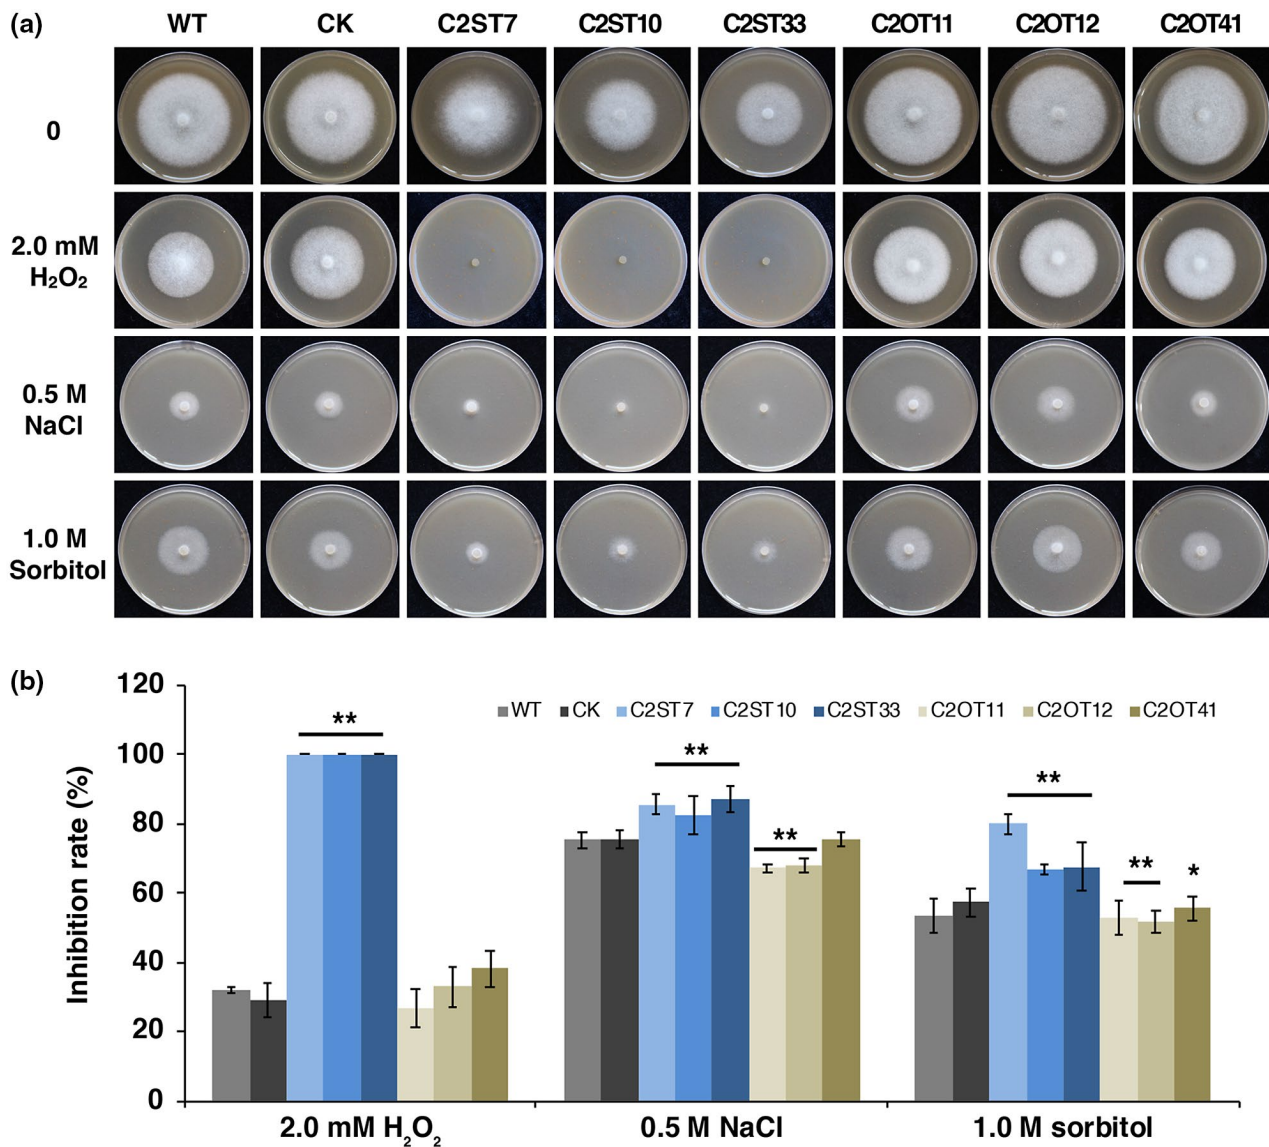 (a) WT CK C2ST7 C2ST10 C2ST33 C2OT11 C2OT12 C2OT41
0
2.0 mM
H₂O₂
0.5 M
NaCl
1.0 M
Sorbitol
(b)
120
100
80
60
40
20
0
Inhibition rate (%)
WT CK C2ST7 C2ST10 C2ST33 C2OT11 C2OT12 C2OT41
**
**
**
**
**
*
2.0 mM H₂O₂ 0.5 M NaCl 1.0 M sorbitol